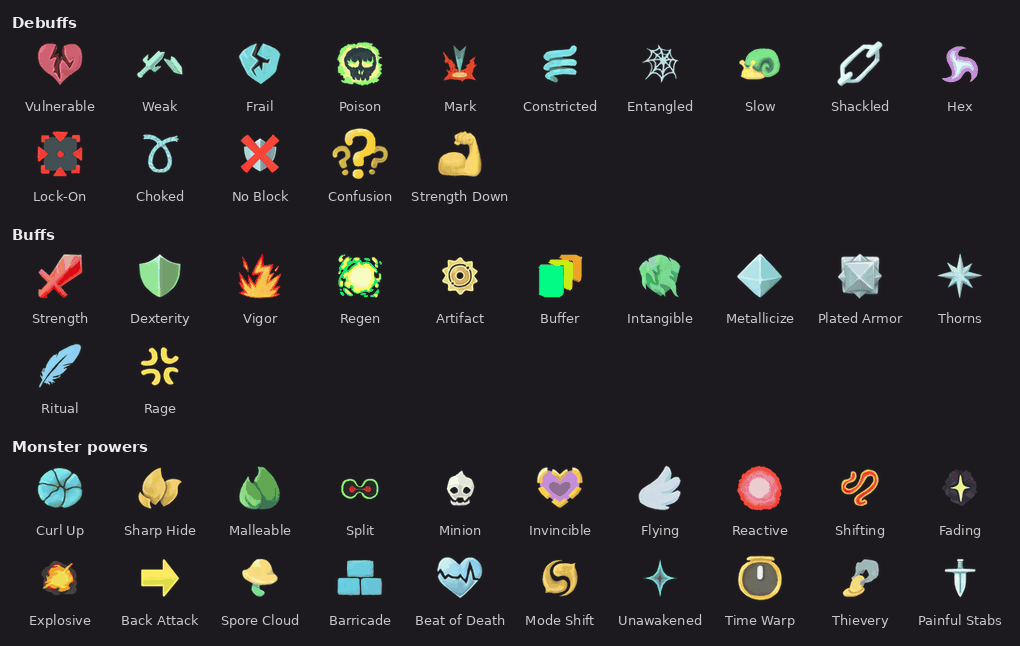 Debuffs
Vulnerable Weak Frail Poison Mark Constricted Entangled Slow Shackled Hex
Lock-On Choked No Block Confusion Strength Down
Buffs
Strength Dexterity Vigor Regen Artifact Buffer Intangible Metallicize Plated Armor Thorns
Ritual Rage
Monster powers
Curl Up Sharp Hide Malleable Split Minion Invincible Flying Reactive Shifting Fading
Explosive Back Attack Spore Cloud Barricade Beat of Death Mode Shift Unawakened Time Warp Thievery Painful Stabs